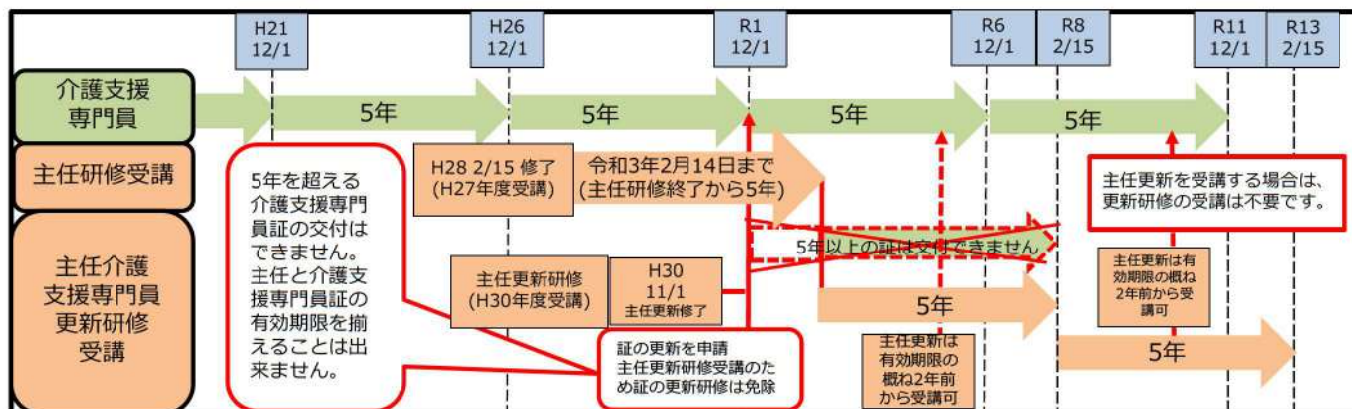 H21
12/1
H26
12/1
R1
12/1
R6
12/1
R8
2/15
R11
12/1
R13
2/15
介護支援
専門員
5年
5年
5年
5年
主任研修受講
H28 2/15 修了
(H27年度受講)
令和3年2月14日まで
(主任研修終了から5年)
主任更新を受講する場合は、
更新研修の受講は不要です。
5年を超える
介護支援専門
員証の交付は
できません。
主任と介護支
援専門員証の
有効期限を揃
えることは出
来ません。
5年以上の証は交付できません
主任介護
支援専門員
更新研修
受講
主任更新研修
(H30年度受講)
H30
11/1
主任更新修了
5年
主任更新は有
効期限の概ね
2年前から受
講可
証の更新を申請
主任更新研修受講のた
め証の更新研修は免除
主任更新は
有効期限の
概ね2年前
から受講可
5年